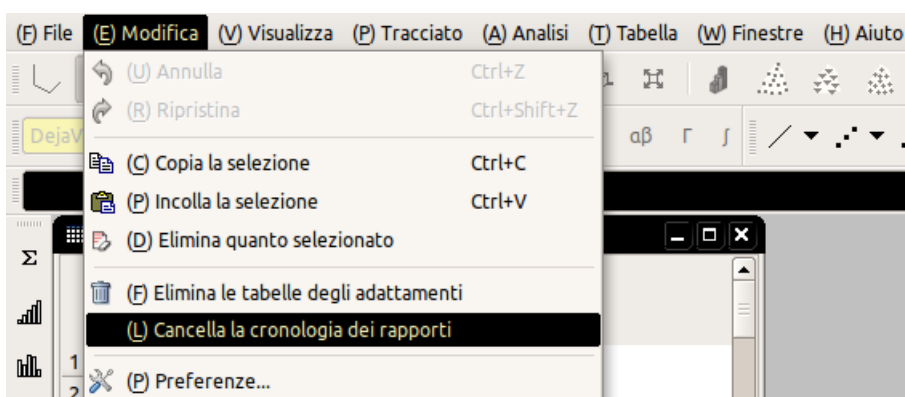 (F) File (E) Modifica (V) Visualizza (P) Tracciato (A) Analisi (T) Tabella (W) Finestre (H) Aiuto
(U) Annulla Ctrl+Z
(R) Ripristina Ctrl+Shift+Z
DejaV αβ Γ ∫
(C) Copia la selezione Ctrl+C
(P) Incolla la selezione Ctrl+V
(D) Elimina quanto selezionato
Σ
(F) Elimina le tabelle degli adattamenti
(L) Cancella la cronologia dei rapporti
1
(P) Preferenze...
2